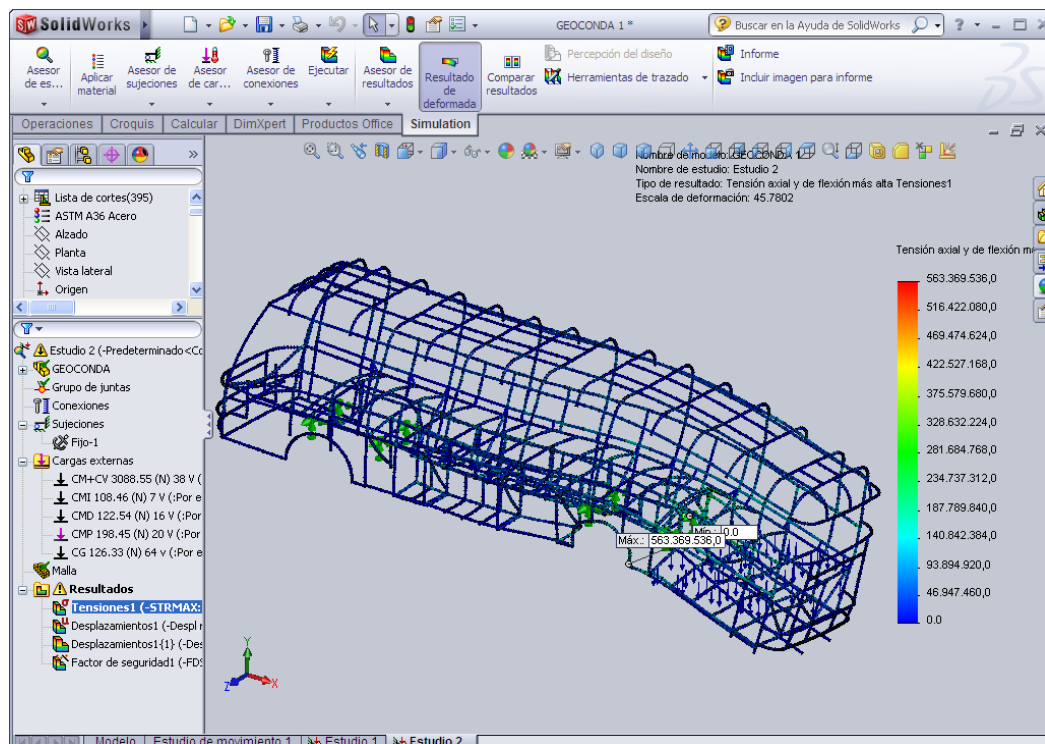 SolidWorks
GEOCONDA 1 *
Buscar en la Ayuda de SolidWorks
Asesor de es...
Aplicar material
Asesor de sujeciones
Asesor de car...
Asesor de conexiones
Ejecutar
Asesor de resultados
Resultado de deformada
Comparar resultados
Percepción del diseño
Herramientas de trazado
Informe
Incluir imagen para informe
Operaciones
Croquis
Calcular
DimXpert
Productos Office
Simulation
Lista de cortes(395)
ASTM A36 Acero
Alzado
Planta
Vista lateral
Origen
Estudio 2 (-Predeterminado<Co
GEOCONDA
Grupo de juntas
Conexiones
Sujeciones
Fijo-1
Cargas externas
CM+CV 3088.55 (N) 38 V (
CMI 108.46 (N) 7 V (:Por e
CMD 122.54 (N) 16 V (:Por
CMP 198.45 (N) 20 V (:Por
CG 126.33 (N) 64 v (:Por e
Malla
Resultados
Tensiones1 (-STRMAX:
Desplazamientos1 (-Despl r
Desplazamientos1{1} (-Des
Factor de seguridad1 (-FDS
Nombre de modelo: GEOCONDA 1
Nombre de estudio: Estudio 2
Tipo de resultado: Tensión axial y de flexión más alta Tensiones1
Escala de deformación: 45.7802
Tensión axial y de flexión m
563.369.536,0
516.422.080,0
469.474.624,0
422.527.168,0
375.579.680,0
328.632.224,0
281.684.768,0
234.737.312,0
187.789.840,0
140.842.384,0
93.894.920,0
46.947.460,0
0.0
Mín.: 0.0
Máx.: 563.369.536,0
Y
X
Z
Modelo
Estudio de movimiento 1
Estudio 1
Estudio 2